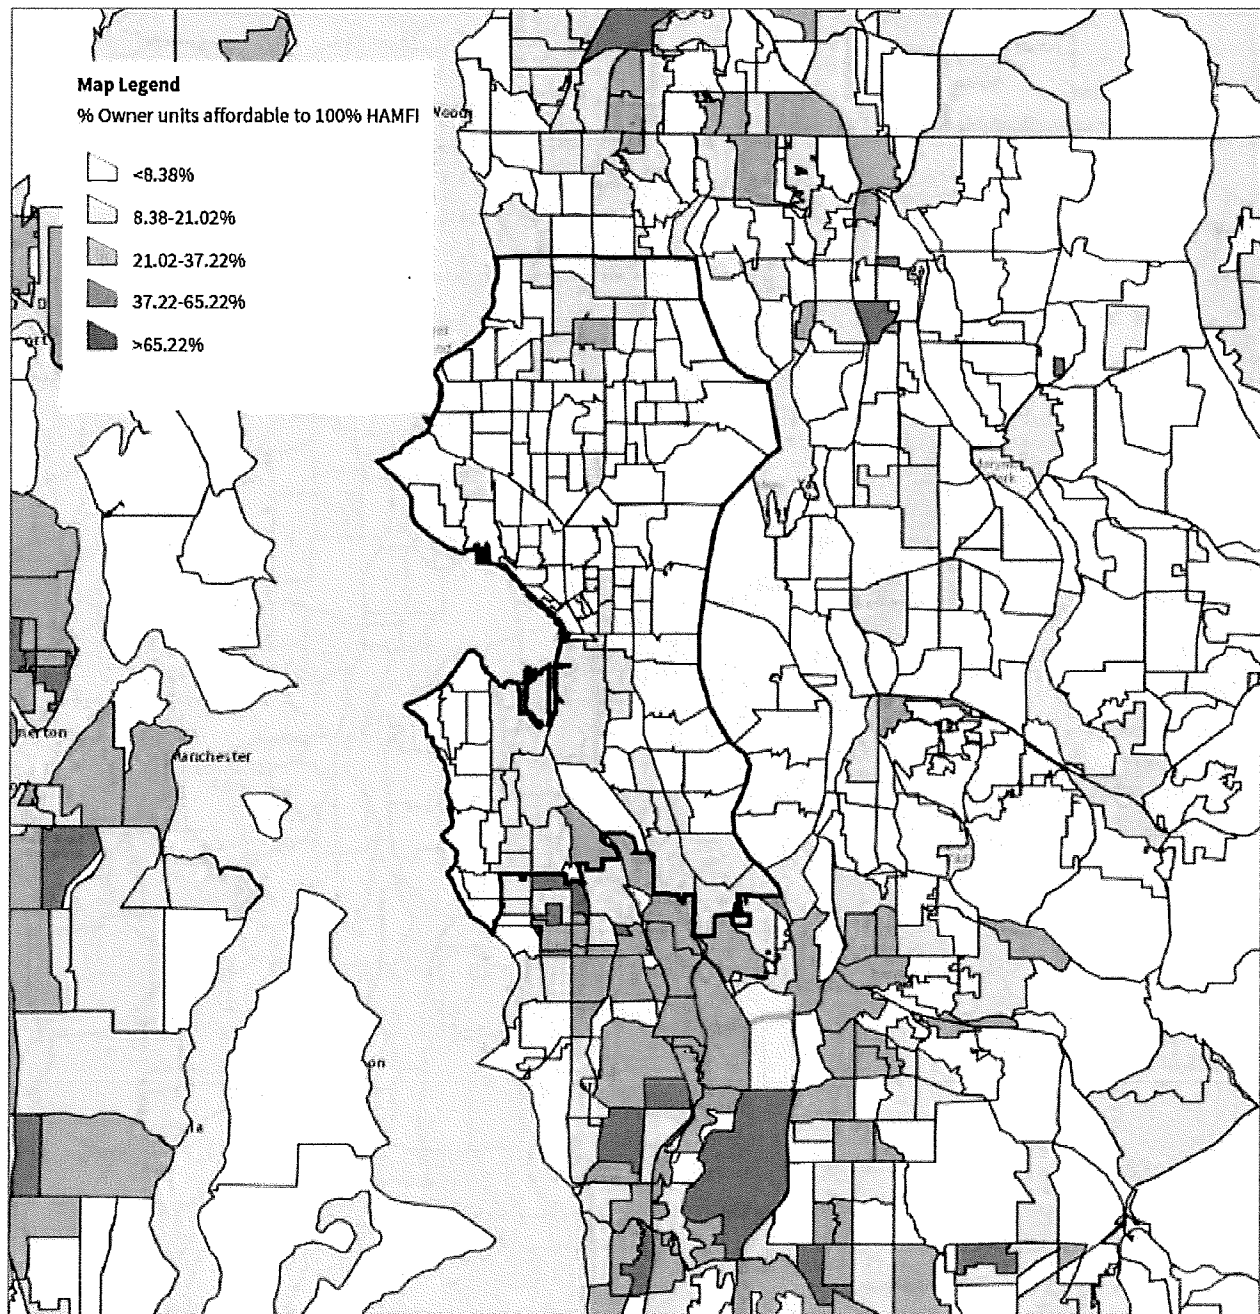 Map Legend
% Owner units affordable to 100% HAMFI
<8.38%
8.38-21.02%
21.02-37.22%
37.22-65.22%
>65.22%
Manchester